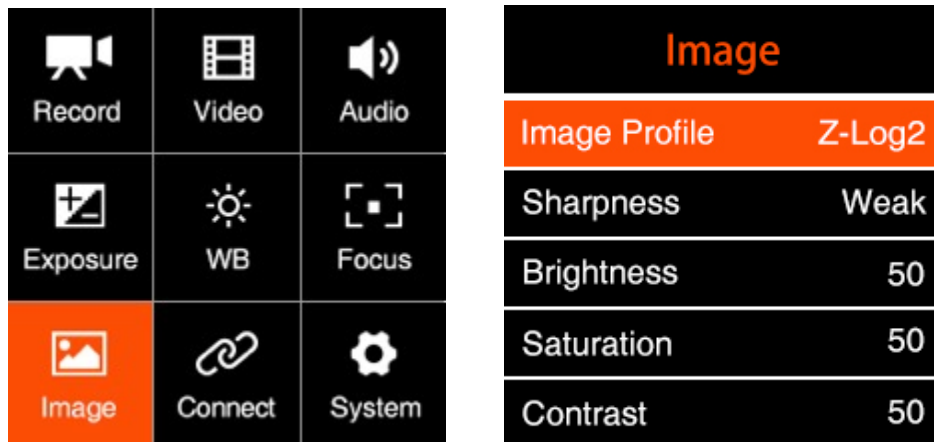 Record Video Audio
Exposure WB Focus
Image Connect System
Image
Image Profile Z-Log2
Sharpness Weak
Brightness 50
Saturation 50
Contrast 50